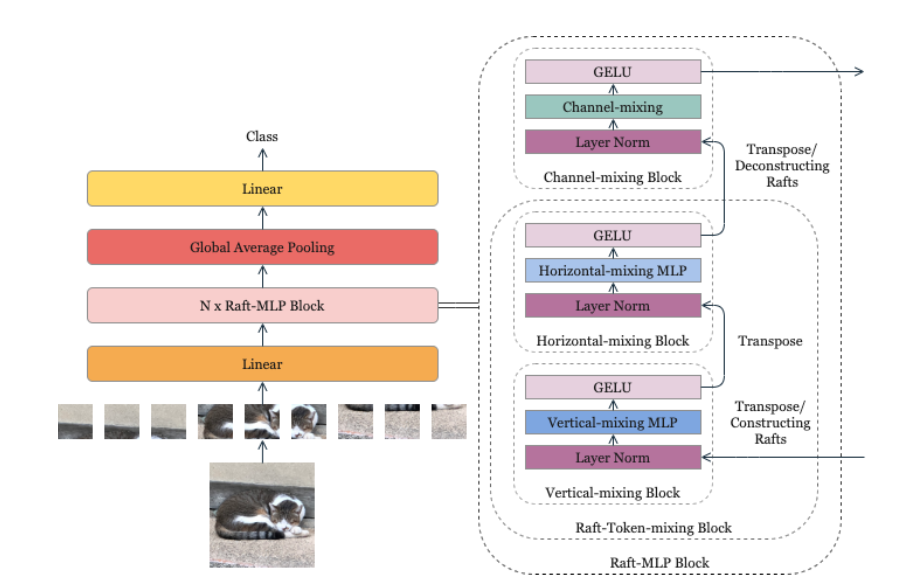 Class
Linear
Global Average Pooling
N x Raft-MLP Block
Linear
GELU
Channel-mixing
Layer Norm
Channel-mixing Block
Transpose/
Deconstructing
Rafts
GELU
Horizontal-mixing MLP
Layer Norm
Horizontal-mixing Block
Transpose
GELU
Vertical-mixing MLP
Layer Norm
Vertical-mixing Block
Transpose/
Constructing
Rafts
Raft-Token-mixing Block
Raft-MLP Block